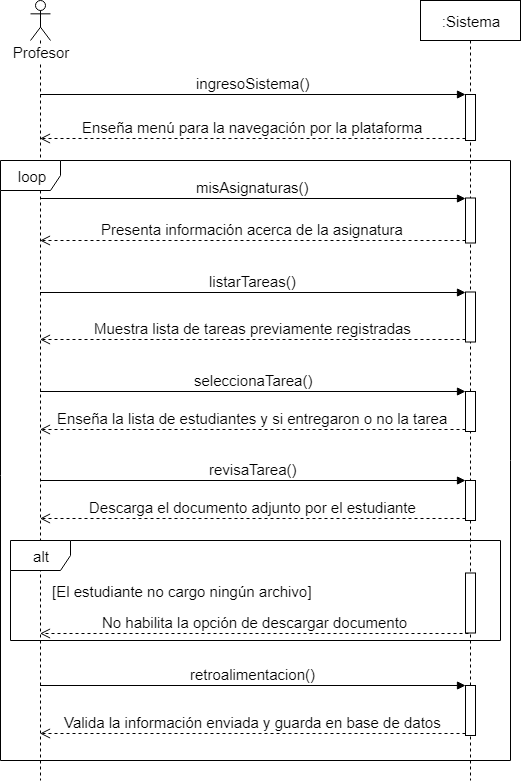 Profesor
:Sistema
ingresoSistema()
Enseña menú para la navegación por la plataforma
loop
misAsignaturas()
Presenta información acerca de la asignatura
listarTareas()
Muestra lista de tareas previamente registradas
seleccionaTarea()
Enseña la lista de estudiantes y si entregaron o no la tarea
revisaTarea()
Descarga el documento adjunto por el estudiante
alt
[El estudiante no cargo ningún archivo]
No habilita la opción de descargar documento
retroalimentacion()
Valida la información enviada y guarda en base de datos